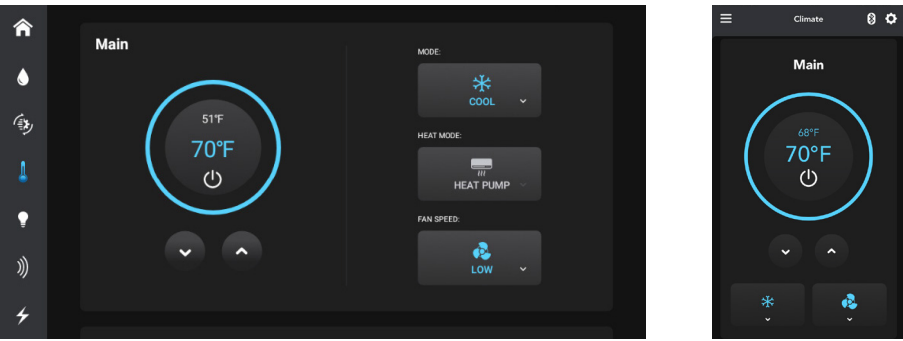 Main
MODE:
COOL
51°F
70°F
HEAT MODE:
HEAT PUMP
FAN SPEED:
LOW
Climate
Main
68°F
70°F